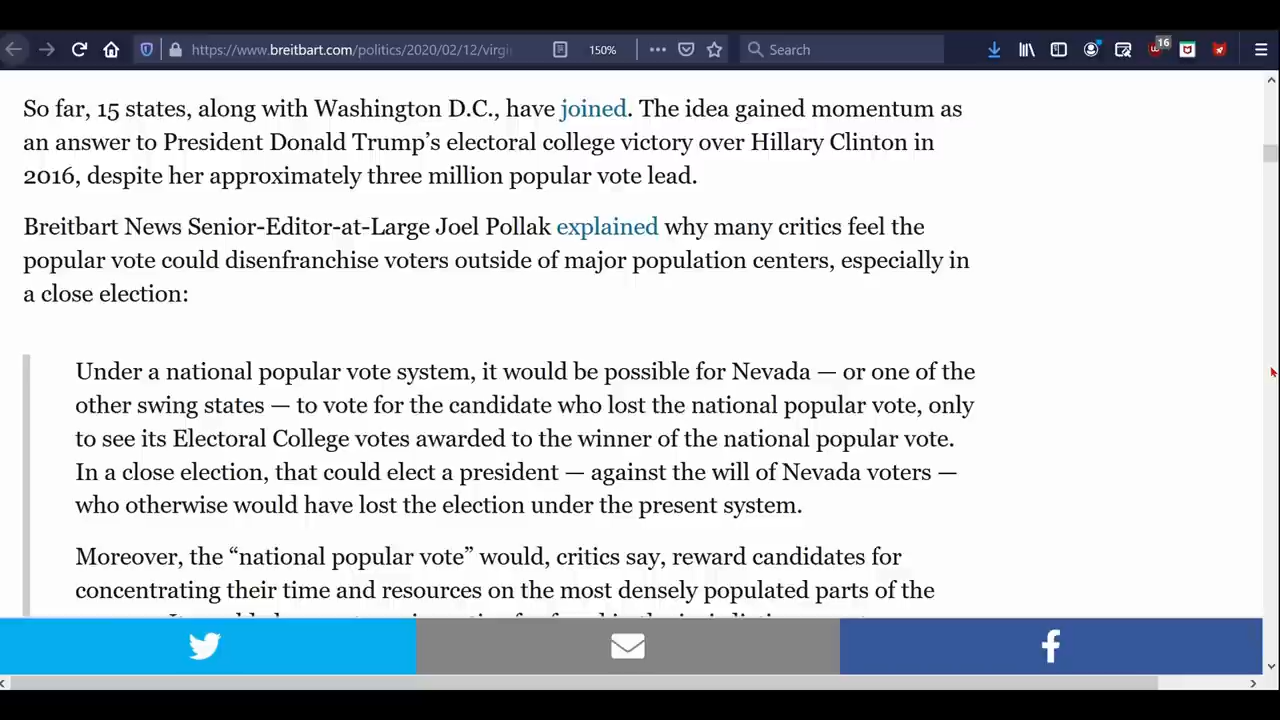 https://www.breitbart.com/politics/2020/02/12/virgi
150%
Search
16
So far, 15 states, along with Washington D.C., have joined. The idea gained momentum as
an answer to President Donald Trump’s electoral college victory over Hillary Clinton in
2016, despite her approximately three million popular vote lead.
Breitbart News Senior-Editor-at-Large Joel Pollak explained why many critics feel the
popular vote could disenfranchise voters outside of major population centers, especially in
a close election:
Under a national popular vote system, it would be possible for Nevada — or one of the
other swing states — to vote for the candidate who lost the national popular vote, only
to see its Electoral College votes awarded to the winner of the national popular vote.
In a close election, that could elect a president — against the will of Nevada voters —
who otherwise would have lost the election under the present system.
Moreover, the “national popular vote” would, critics say, reward candidates for
concentrating their time and resources on the most densely populated parts of the